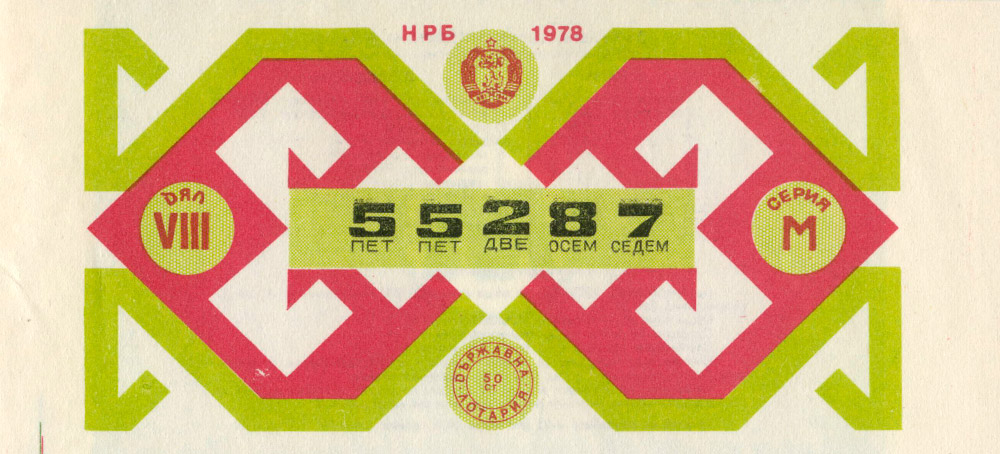 НРБ 1978
ДЯЛ
VIII
55287
ПЕТ ПЕТ ДВЕ ОСЕМ СЕДЕМ
СЕРИЯ
М
ДЪРЖАВНА
50
СТ
ЛОТАРИЯ